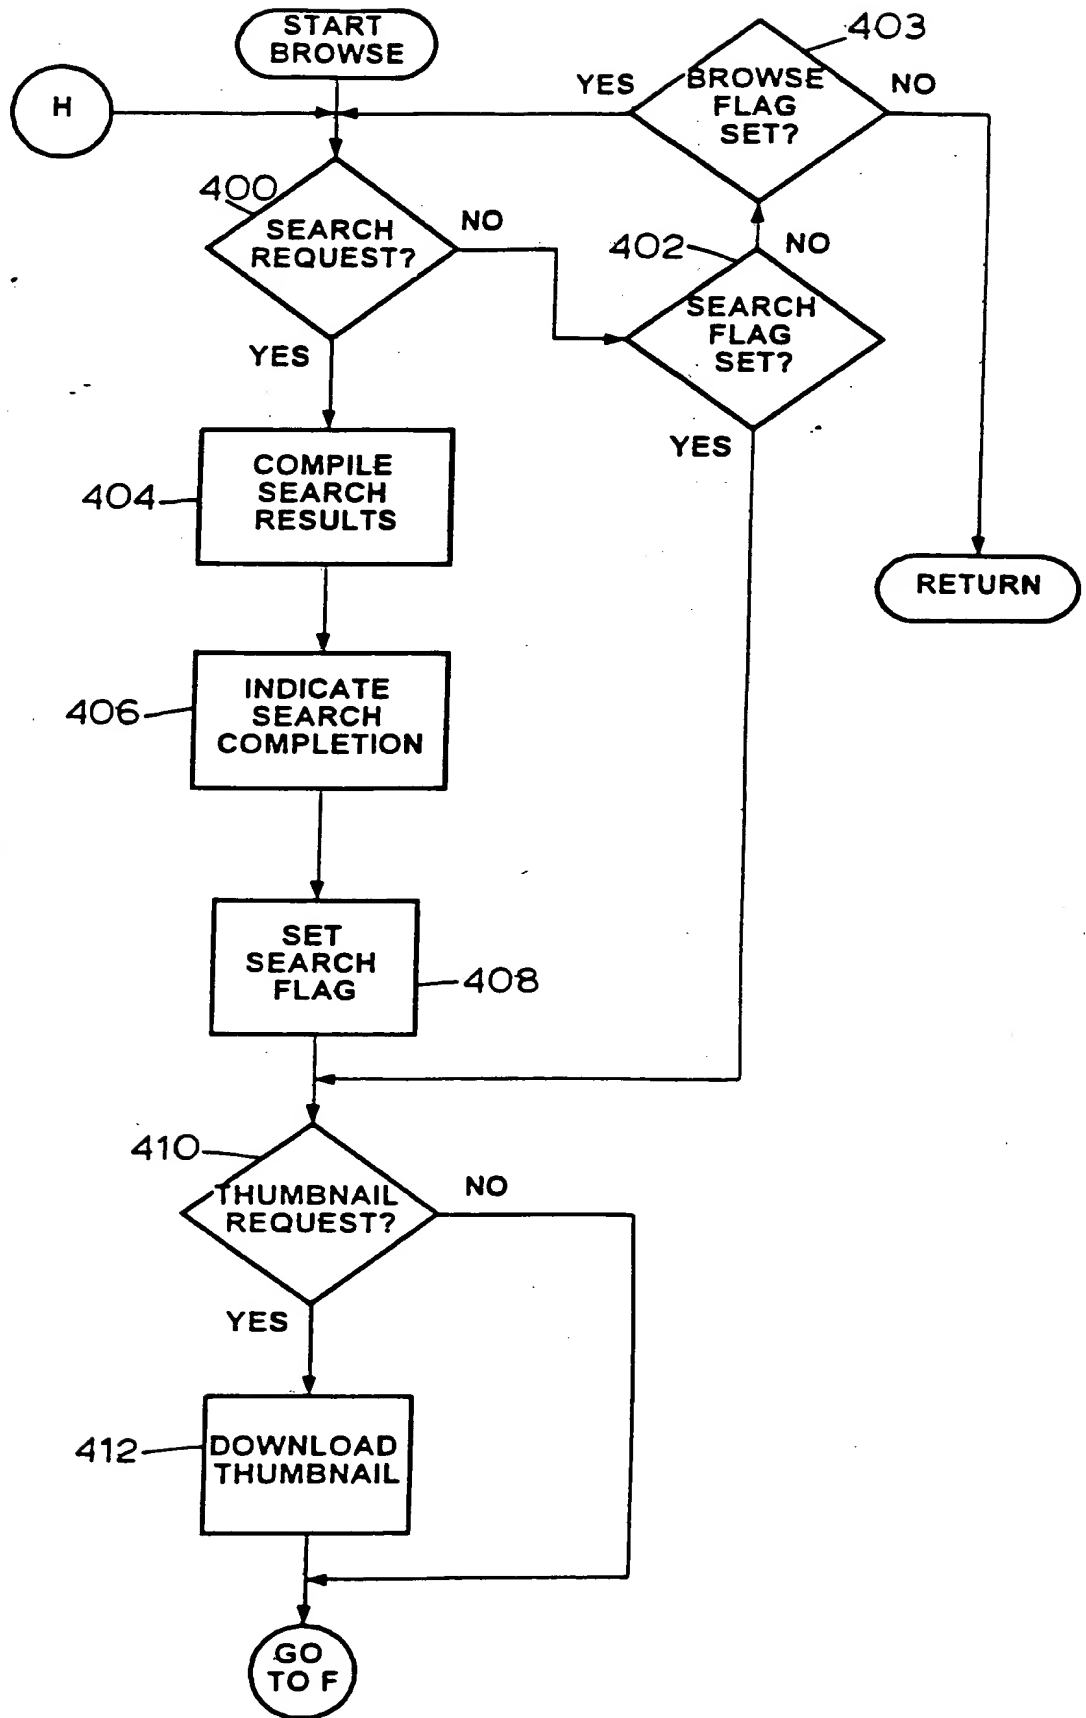 START
BROWSE
403
H
YES
BROWSE
FLAG
SET?
NO
400
SEARCH
REQUEST?
NO
402
NO
SEARCH
FLAG
SET?
YES
YES
404
COMPILE
SEARCH
RESULTS
RETURN
406
INDICATE
SEARCH
COMPLETION
SET
SEARCH
FLAG
408
410
THUMBNAIL
REQUEST?
NO
YES
412
DOWNLOAD
THUMBNAIL
GO
TO F